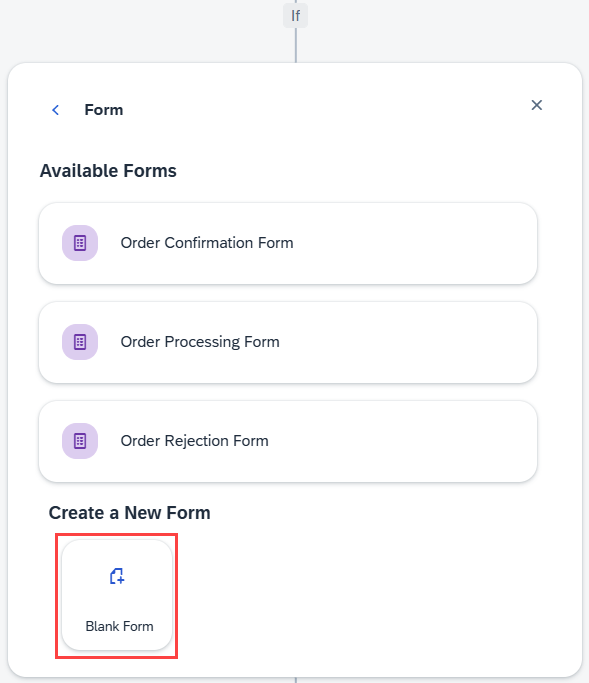 If
Form
Available Forms
Order Confirmation Form
Order Processing Form
Order Rejection Form
Create a New Form
Blank Form